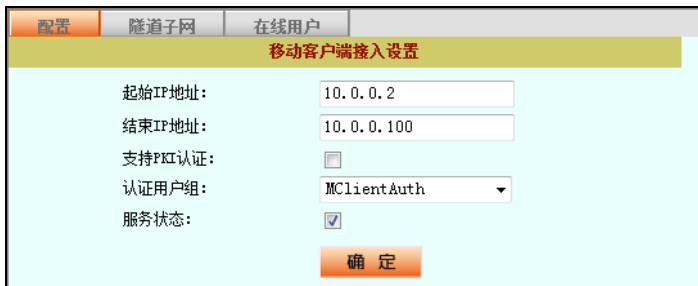 配置 隧道子网 在线用户
移动客户端接入设置
起始IP地址: 10.0.0.2
结束IP地址: 10.0.0.100
支持PKI认证:
认证用户组: MClientAuth
服务状态:
确 定